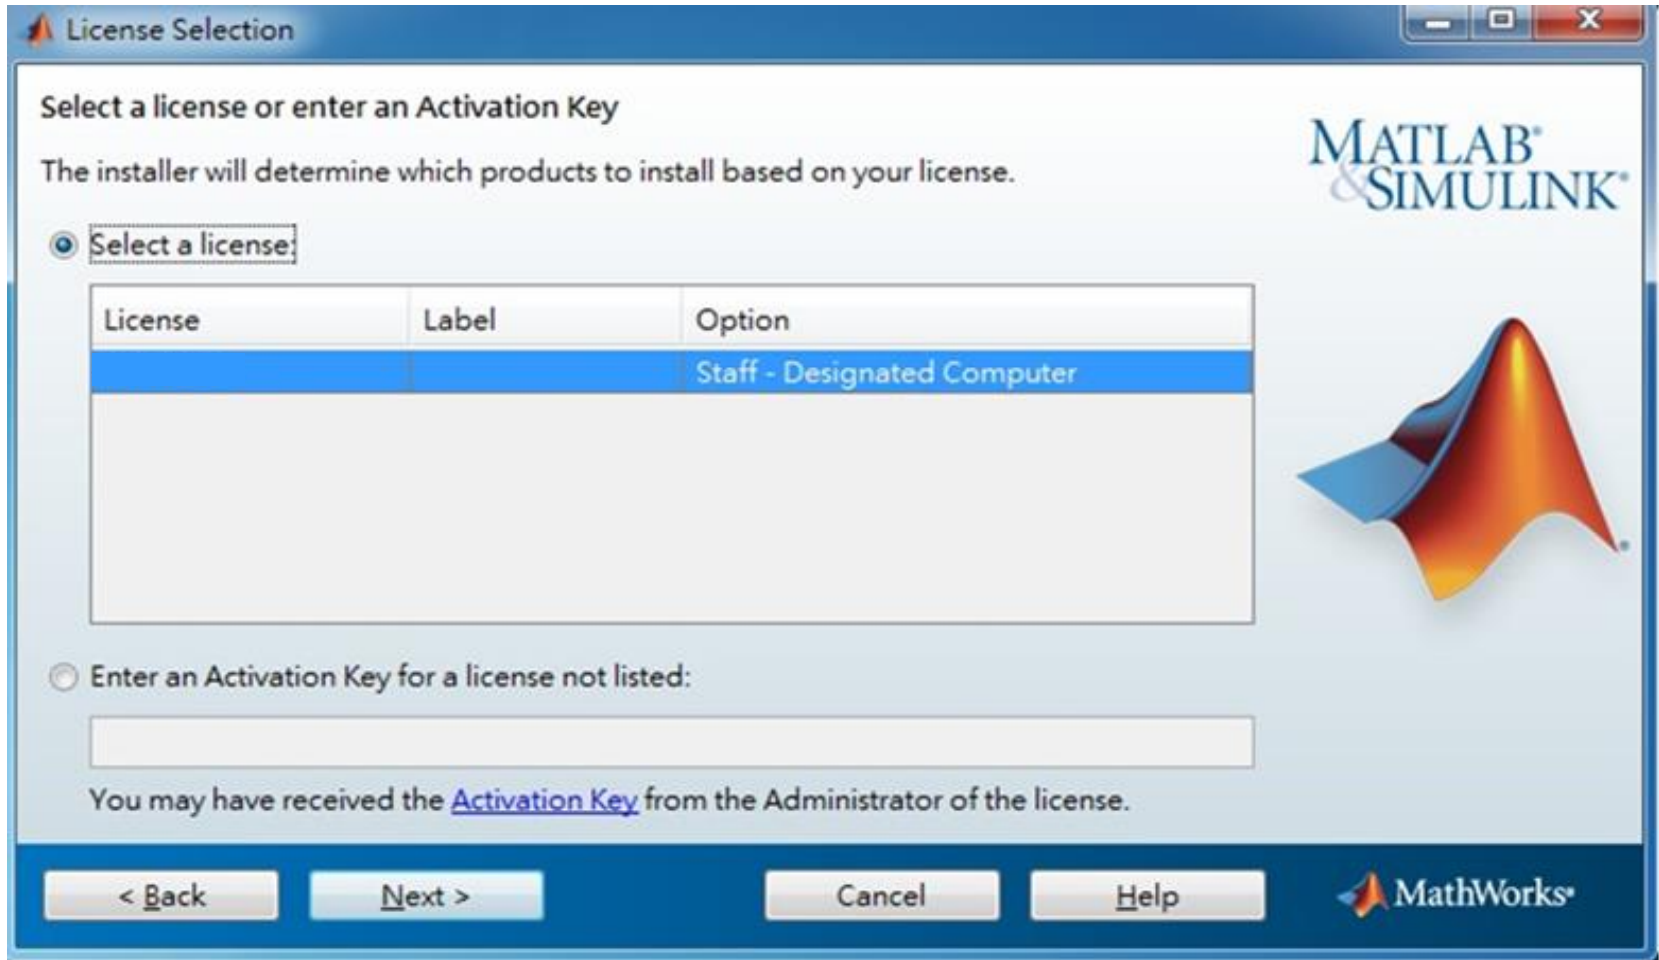 License Selection
Select a license or enter an Activation Key
The installer will determine which products to install based on your license.
MATLAB®
&SIMULINK®
Select a license:
License Label Option
Staff - Designated Computer
Enter an Activation Key for a license not listed:
You may have received the Activation Key from the Administrator of the license.
< Back Next > Cancel Help MathWorks®